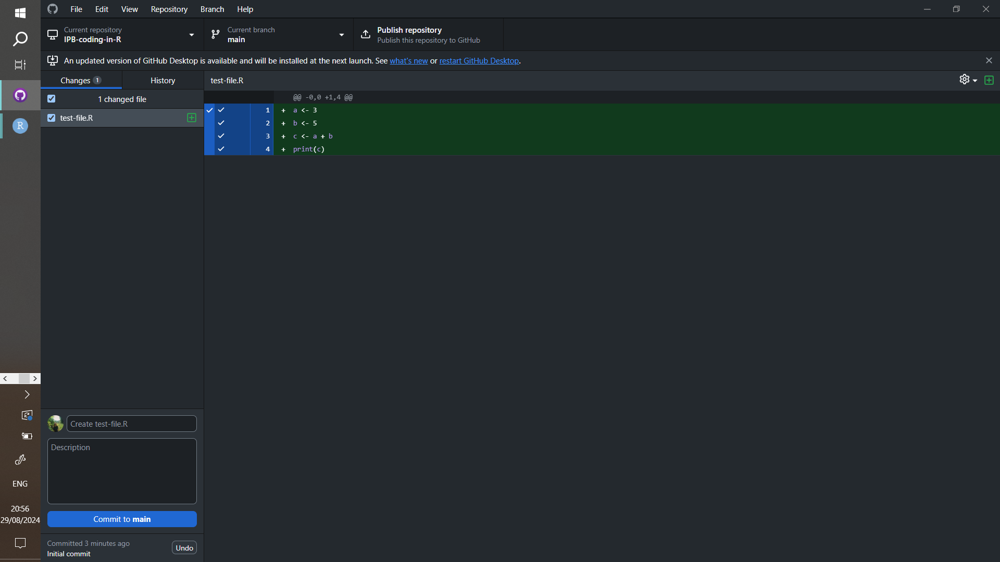 File Edit View Repository Branch Help
Current repository
IPB-coding-in-R
Current branch
main
Publish repository
Publish this repository to GitHub
An updated version of GitHub Desktop is available and will be installed at the next launch. See what's new or restart GitHub Desktop.
Changes 1
History
test-file.R
1 changed file
test-file.R
@@ -0,0 +1,4 @@
1 + a <- 3
2 + b <- 5
3 + c <- a + b
4 + print(c)
R
Create test-file.R
Description
Commit to main
Committed 3 minutes ago
Initial commit
Undo
ENG
20:56
29/08/2024